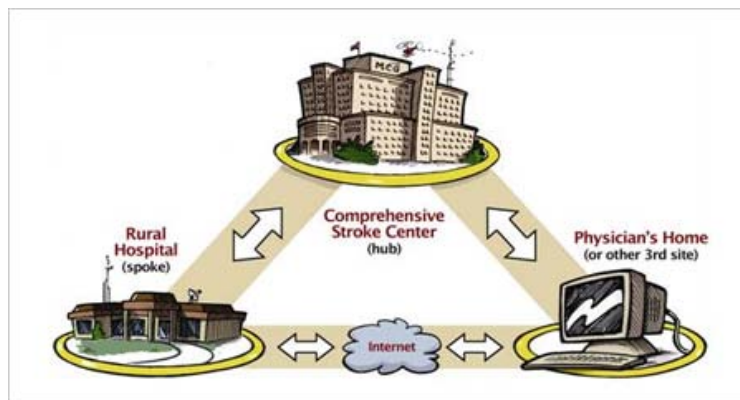 MCG
Comprehensive
Stroke Center
(hub)
Rural
Hospital
(spoke)
Physician's Home
(or other 3rd site)
Internet